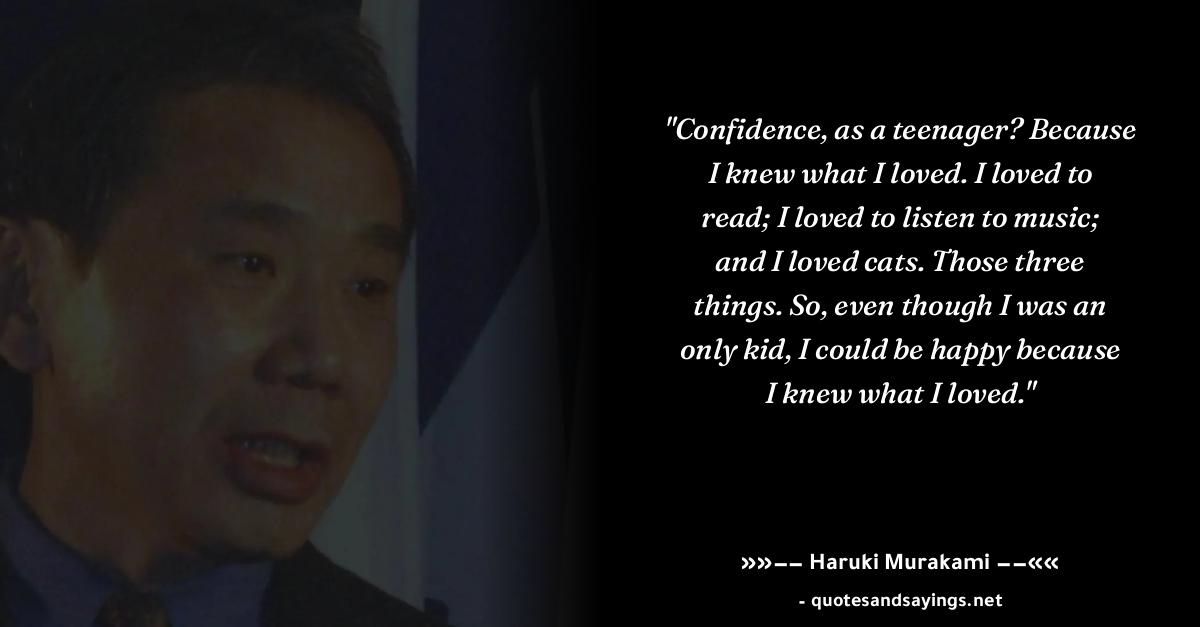 "Confidence, as a teenager? Because
I knew what I loved. I loved to
read; I loved to listen to music;
and I loved cats. Those three
things. So, even though I was an
only kid, I could be happy because
I knew what I loved."
»»–– Haruki Murakami ––««
- quotesandsayings.net